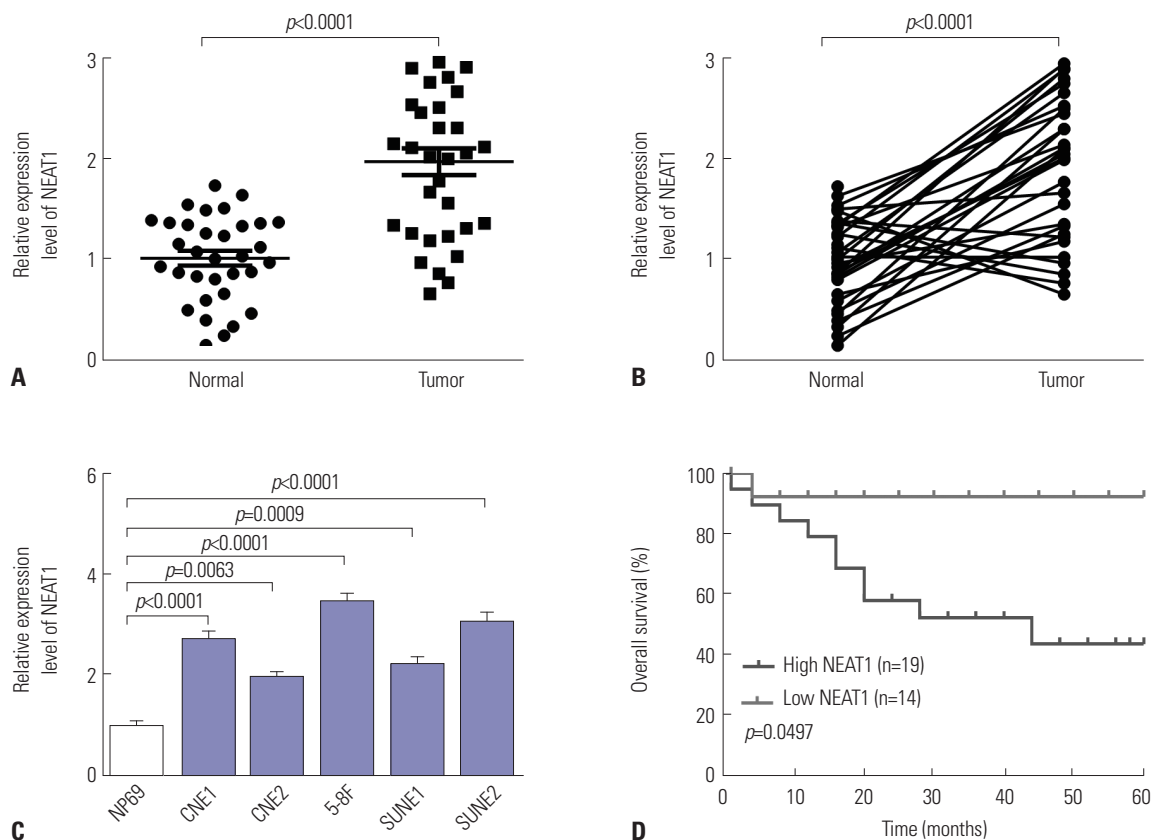 p<0.0001
3
2
1
0
Relative expression
level of NEAT1
Normal
Tumor
A
p<0.0001
3
2
1
0
Relative expression
level of NEAT1
Normal
Tumor
B
6
4
2
0
Relative expression
level of NEAT1
p<0.0001
p=0.0009
p<0.0001
p=0.0063
p<0.0001
NP69
CNE1
CNE2
5-8F
SUNE1
SUNE2
C
100
80
60
40
20
0
Overall survival (%)
High NEAT1 (n=19)
Low NEAT1 (n=14)
p=0.0497
0 10 20 30 40 50 60
Time (months)
D